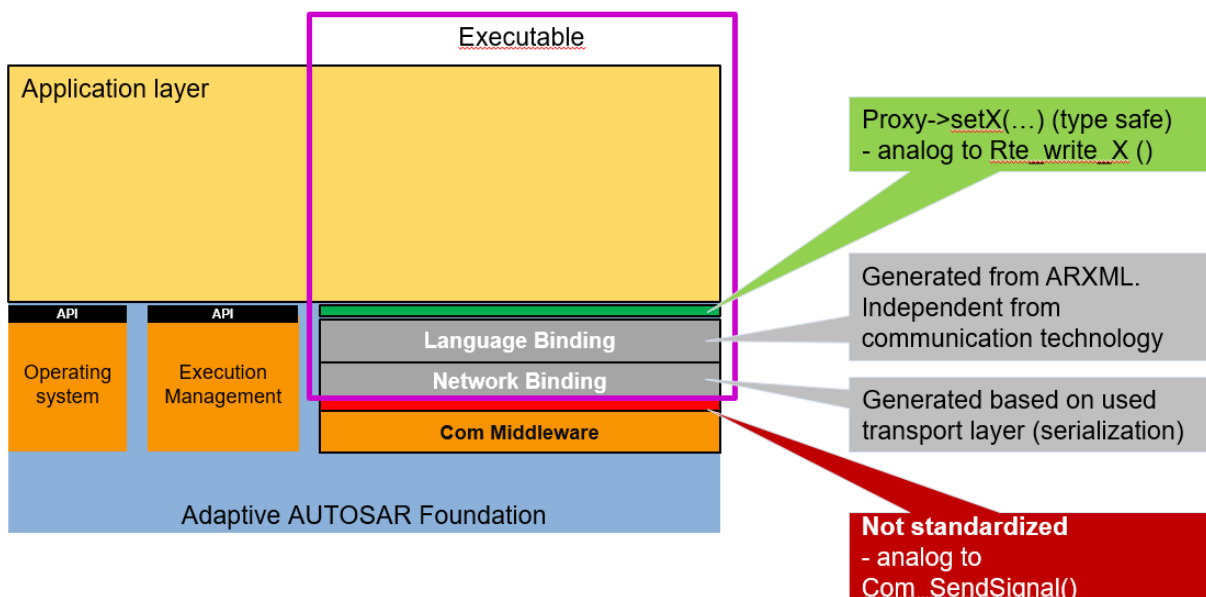 Executable
Application layer
Proxy->setX(…) (type safe)
- analog to Rte_write_X ()
Generated from ARXML.
Independent from
communication technology
API
API
Language Binding
Operating
system
Execution
Management
Network Binding
Generated based on used
transport layer (serialization)
Com Middleware
Adaptive AUTOSAR Foundation
Not standardized
- analog to
Com_SendSignal()